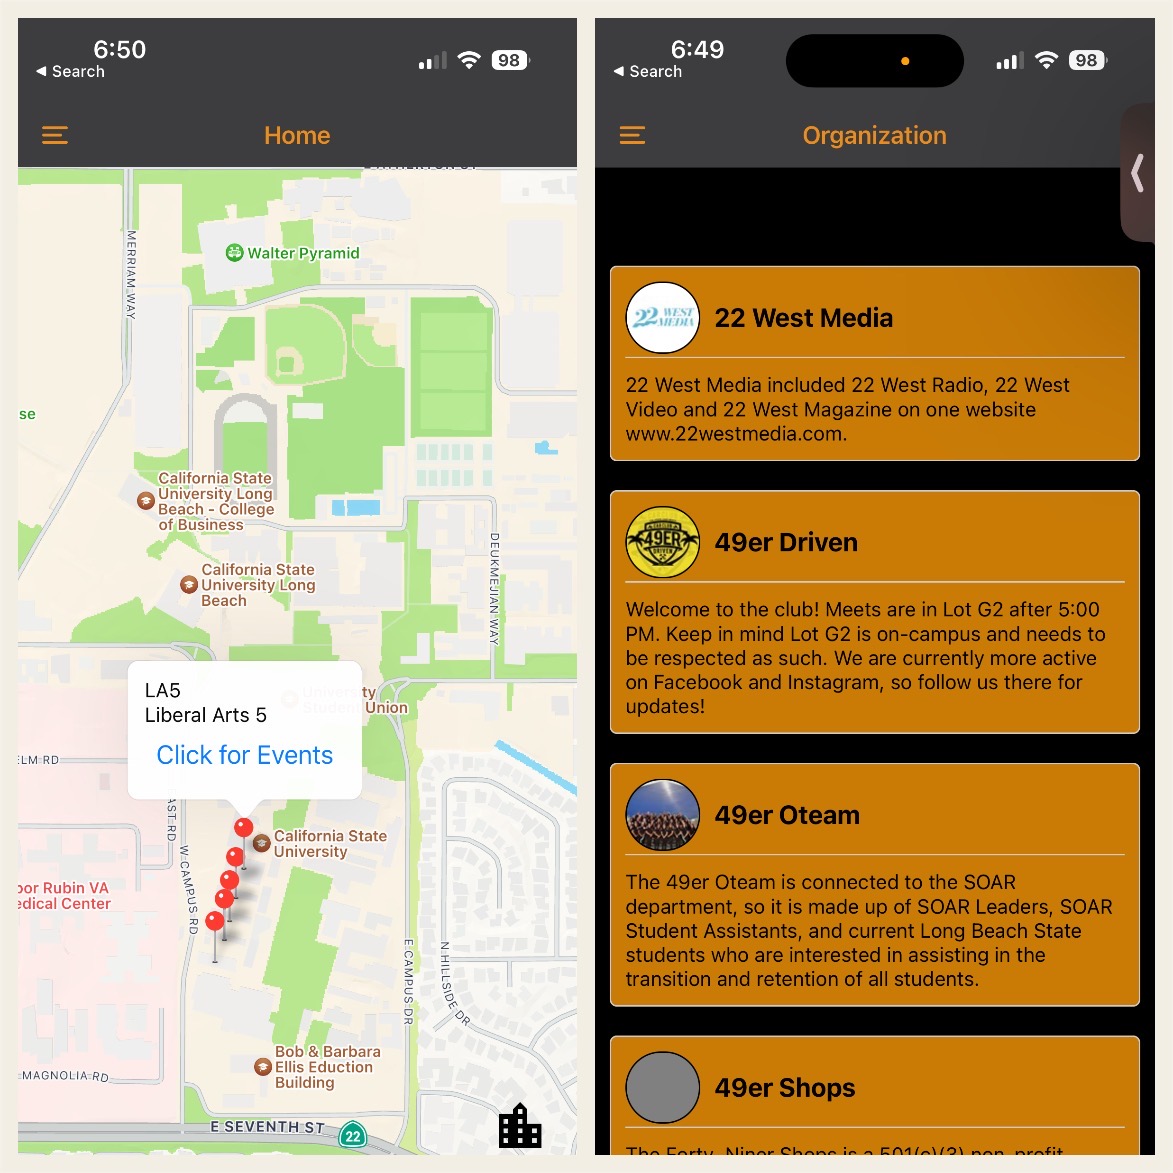 6:50
Search
98
Home
MERRIAM WAY
Walter Pyramid
se
California State
University Long
Beach - College
of Business
California State
University Long
Beach
DEUKMEJIAN WAY
LA5
Liberal Arts 5
Click for Events
University
Student Union
ELM RD
AST RD
W CAMPUS RD
California State
University
oor Rubin VA
edical Center
E CAMPUS DR
N HILLSIDE DR
Bob & Barbara
Ellis Eduction
Building
MAGNOLIA RD
E SEVENTH ST
22
6:49
Search
98
Organization
22 WEST
MEDIA
22 West Media
22 West Media included 22 West Radio, 22 West
Video and 22 West Magazine on one website
www.22westmedia.com.
49ER
DRIVEN
49er Driven
Welcome to the club! Meets are in Lot G2 after 5:00
PM. Keep in mind Lot G2 is on-campus and needs to
be respected as such. We are currently more active
on Facebook and Instagram, so follow us there for
updates!
49er Oteam
The 49er Oteam is connected to the SOAR
department, so it is made up of SOAR Leaders, SOAR
Student Assistants, and current Long Beach State
students who are interested in assisting in the
transition and retention of all students.
49er Shops
The Forty-Niner Shops is a 501(c)(3) non-profit